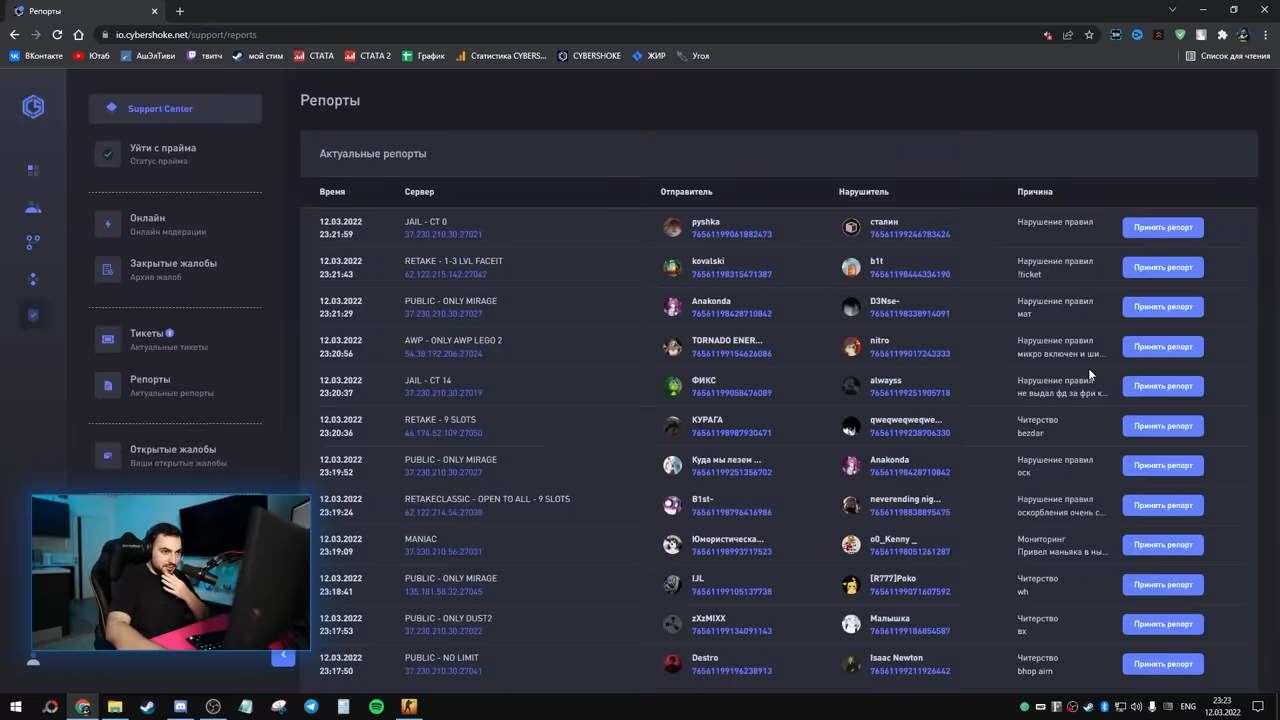 Репорты
io.cybershoke.net/support/reports
ВКонтакте
Ютаб
АшЭлТиви
твитч
мой стим
СТАТА
СТАТА 2
График
Статистика CYBERS...
CYBERSHOKE
ЖИР
Угол
Список для чтения
Support Center
Уйти с прайма
Статус прайма
Онлайн
Онлайн модерации
Закрытые жалобы
Архив жалоб
Тикеты 1
Актуальные тикеты
Репорты
Актуальные репорты
Открытые жалобы
Ваши открытые жалобы
Репорты
Актуальные репорты
Время Сервер Отправитель Нарушитель Причина
12.03.2022 JAIL - CT 0 pyshka сталин Нарушение правил Принять репорт
23:21:59 37.230.210.30:27021 76561199061882473 76561199246783424
12.03.2022 RETAKE - 1-3 LVL FACEIT kovalski b1t Нарушение правил Принять репорт
23:21:43 62.122.215.142:27042 76561198315471387 76561198444334190 !ticket
12.03.2022 PUBLIC - ONLY MIRAGE Anakonda D3Nse- Нарушение правил Принять репорт
23:21:29 37.230.210.30:27027 76561198428710842 76561198338914091 мат
12.03.2022 AWP - ONLY AWP LEGO 2 TORNADO ENER... nitro Нарушение правил Принять репорт
23:20:56 54.38.192.206:27024 76561199154626086 76561199017243333 микро включен и ши...
12.03.2022 JAIL - CT 14 ФИКС alwayss Нарушение правил Принять репорт
23:20:37 37.230.210.30:27019 76561199058476089 76561199251905718 не выдал фд за фри к...
12.03.2022 RETAKE - 9 SLOTS КУРАГА qweqweqweqwe... Читерство Принять репорт
23:20:36 46.174.52.109:27050 76561198987930471 76561199238706330 bezdar
12.03.2022 PUBLIC - ONLY MIRAGE Куда мы лезем ... Anakonda Нарушение правил Принять репорт
23:19:52 37.230.210.30:27027 76561199251356702 76561198428710842 оск
12.03.2022 RETAKECLASSIC - OPEN TO ALL - 9 SLOTS B1st- neverending nig... Нарушение правил Принять репорт
23:19:24 62.122.214.54:27038 76561198796416986 76561198838895475 оскорбления очень с...
12.03.2022 MANIAC Юмористическа... o0_Kenny _ Мониторинг Принять репорт
23:19:09 37.230.210.56:27031 76561198993717523 76561198051261287 Привел маньяка в ны...
12.03.2022 PUBLIC - ONLY MIRAGE IJL [R777]Poko Читерство Принять репорт
23:18:41 135.181.58.32:27045 76561199105137738 76561199071607592 wh
12.03.2022 PUBLIC - ONLY DUST2 zXzMIXX Малышка Читерство Принять репорт
23:17:53 37.230.210.30:27022 76561199134091143 76561199186854587 вх
12.03.2022 PUBLIC - NO LIMIT Destro Isaac Newton Читерство Принять репорт
23:17:50 37.230.210.30:27041 76561199196238913 76561199211926442 bhop aim
ENG
23:23
12.03.2022